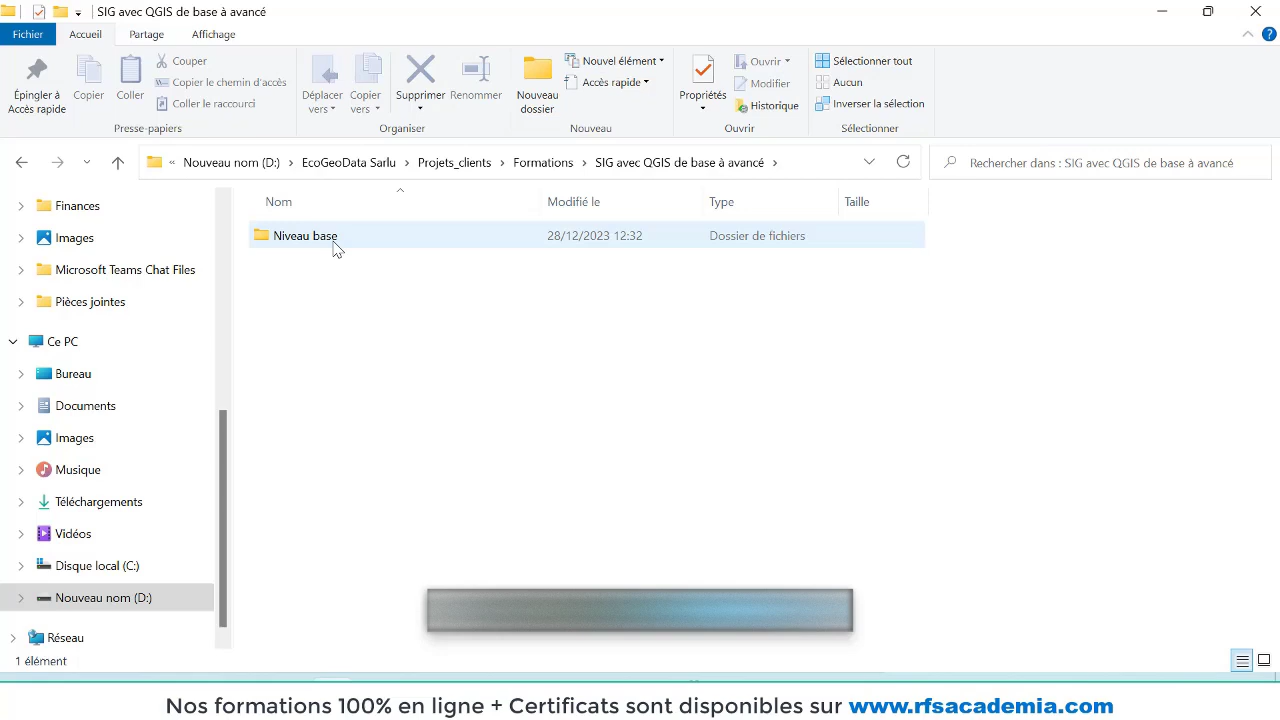 SIG avec QGIS de base à avancé
Fichier
Accueil
Partage
Affichage
Épingler à Accès rapide
Copier
Coller
Couper
Copier le chemin d'accès
Coller le raccourci
Presse-papiers
Déplacer vers
Copier vers
Supprimer
Renommer
Organiser
Nouveau dossier
Nouvel élément
Accès rapide
Nouveau
Propriétés
Ouvrir
Modifier
Historique
Ouvrir
Sélectionner tout
Aucun
Inverser la sélection
Sélectionner
« Nouveau nom (D:) > EcoGeoData Sarlu > Projets_clients > Formations > SIG avec QGIS de base à avancé >
Rechercher dans : SIG avec QGIS de base à avancé
Finances
Images
Microsoft Teams Chat Files
Pièces jointes
Ce PC
Bureau
Documents
Images
Musique
Téléchargements
Vidéos
Disque local (C:)
Nouveau nom (D:)
Réseau
Nom Modifié le Type Taille
Niveau base 28/12/2023 12:32 Dossier de fichiers
1 élément
Nos formations 100% en ligne + Certificats sont disponibles sur www.rfsacademia.com